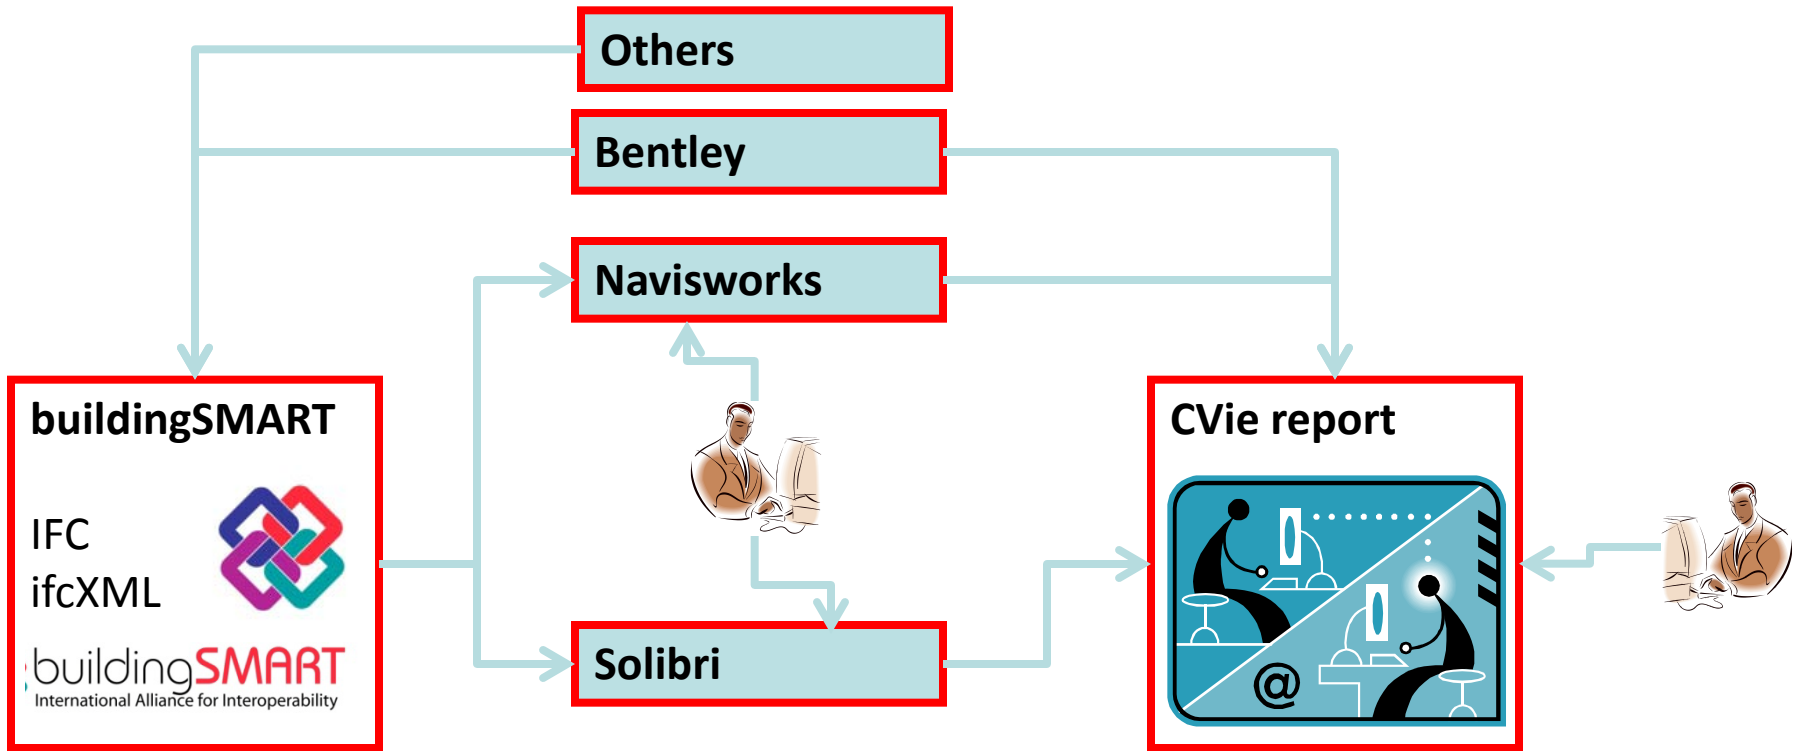 Others
Bentley
Navisworks
buildingSMART
IFC
ifcXML
buildingSMART
International Alliance for Interoperability
Solibri
CVie report
@